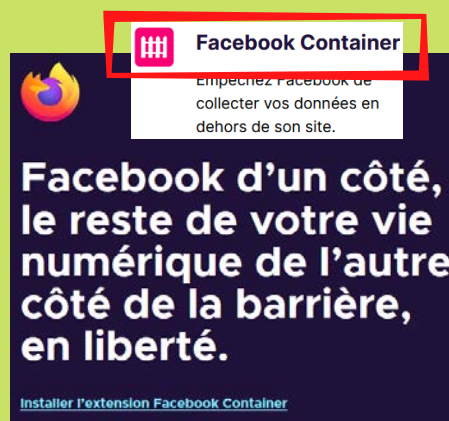 Facebook Container
Empêchez Facebook de
collecter vos données en
dehors de son site.
Facebook d’un côté,
le reste de votre vie
numérique de l’autre
côté de la barrière,
en liberté.
Installer l’extension Facebook Container